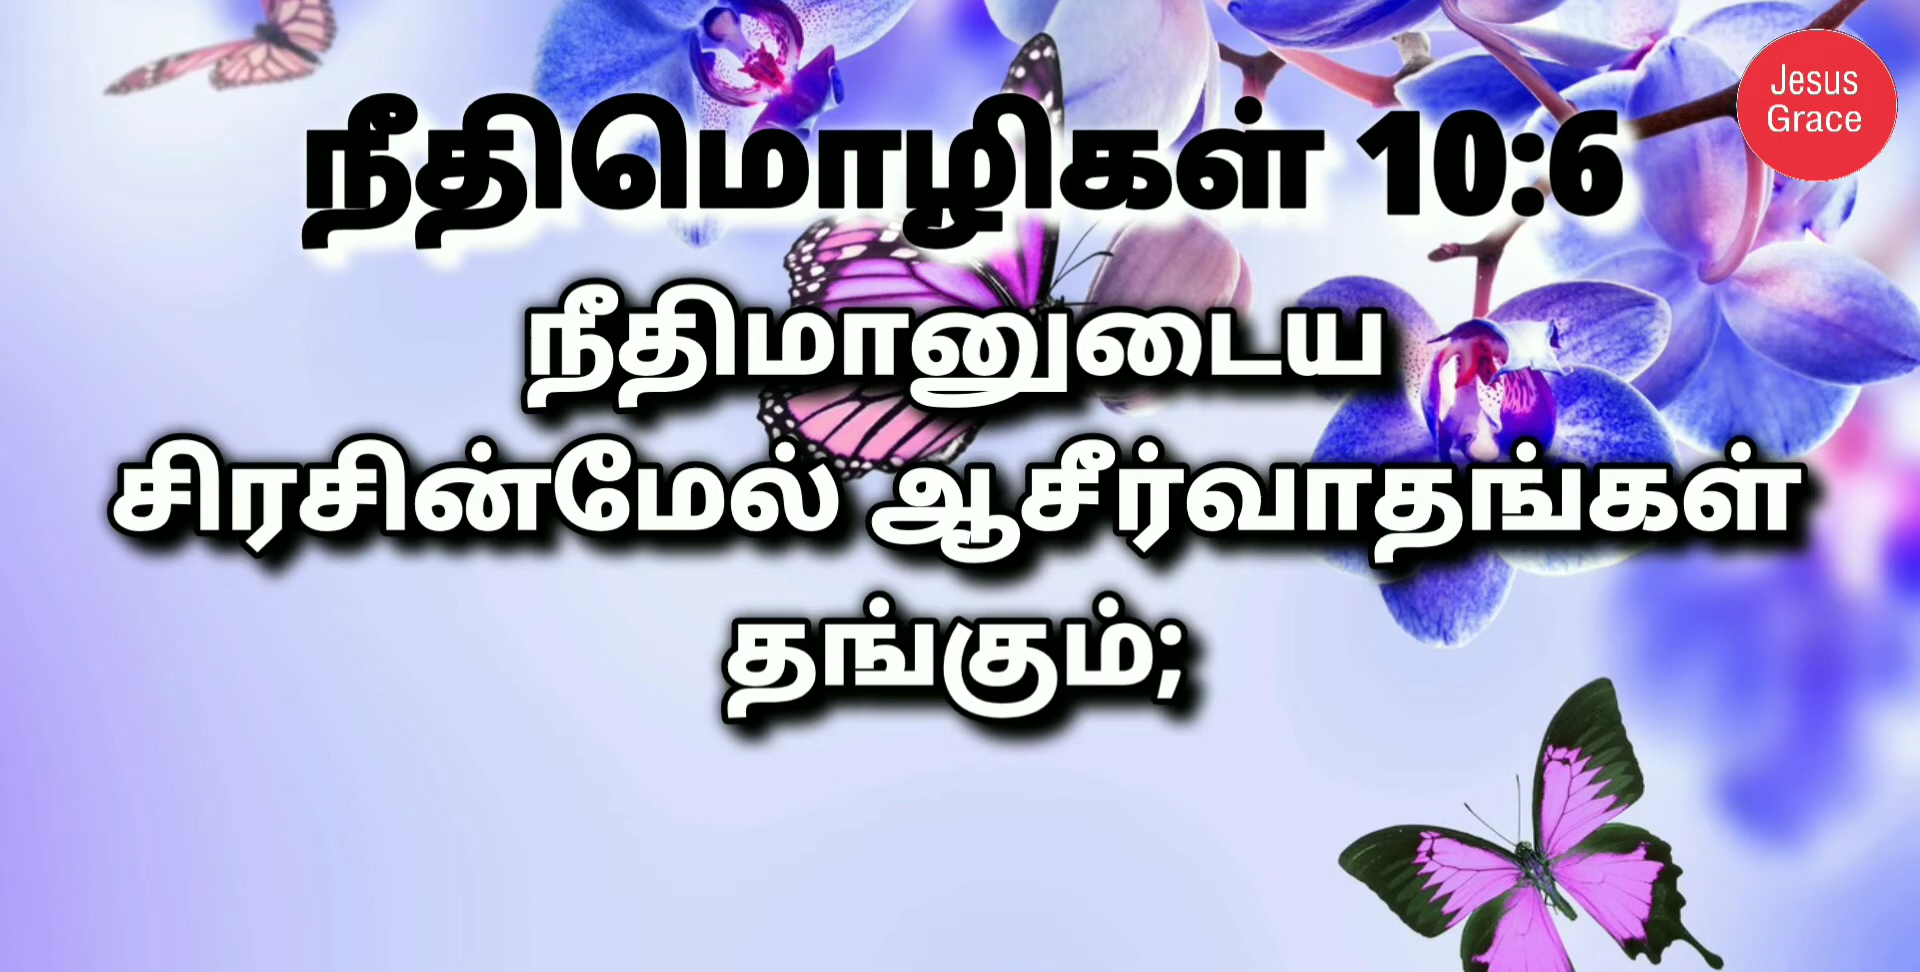 நீதிமொழிகள் 10:6
நீதிமானுடைய
சிரசின்மேல் ஆசீர்வாதங்கள்
தங்கும்;
Jesus
Grace